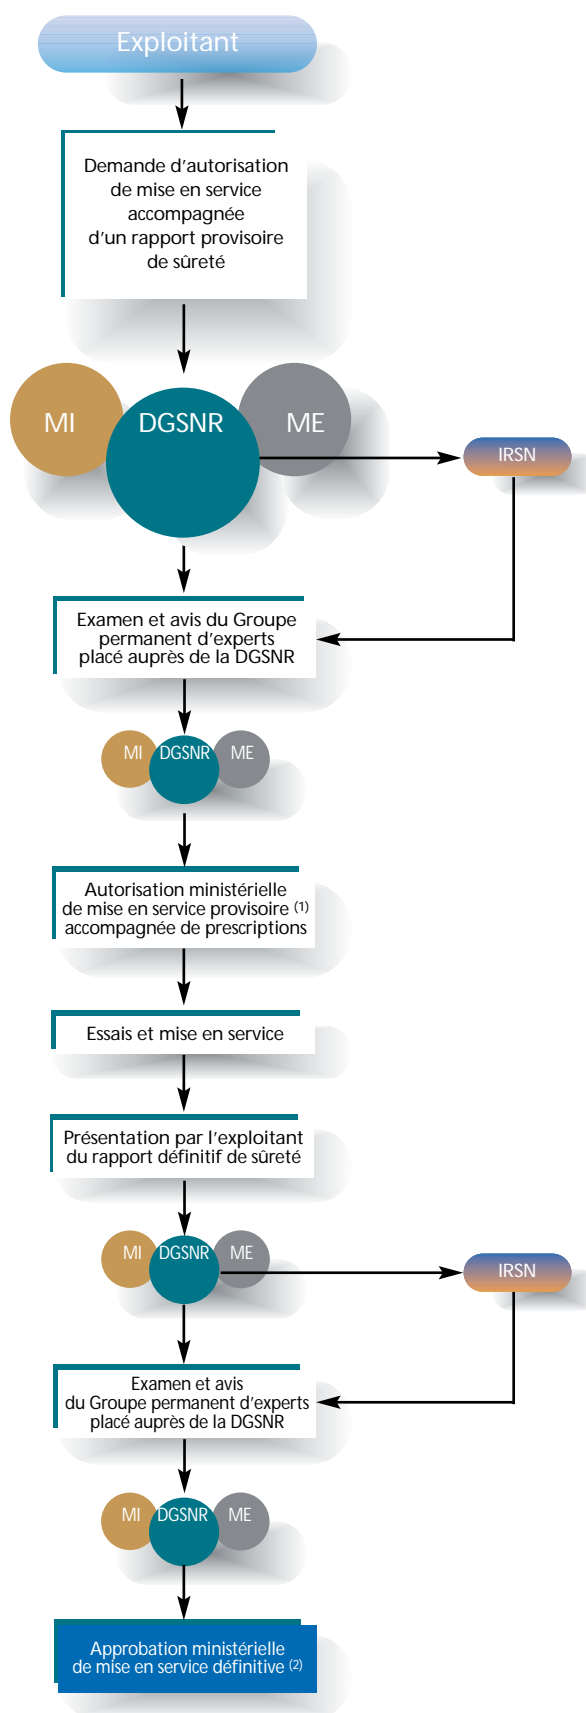 Exploitant
Demande d'autorisation
de mise en service
accompagnée
d'un rapport provisoire
de sûreté
MI DGSNR ME
IRSN
Examen et avis du Groupe
permanent d'experts
placé auprès de la DGSNR
MI DGSNR ME
Autorisation ministérielle
de mise en service provisoire (1)
accompagnée de prescriptions
Essais et mise en service
Présentation par l'exploitant
du rapport définitif de sûreté
MI DGSNR ME
IRSN
Examen et avis
du Groupe permanent d'experts
placé auprès de la DGSNR
MI DGSNR ME
Approbation ministérielle
de mise en service définitive (2)